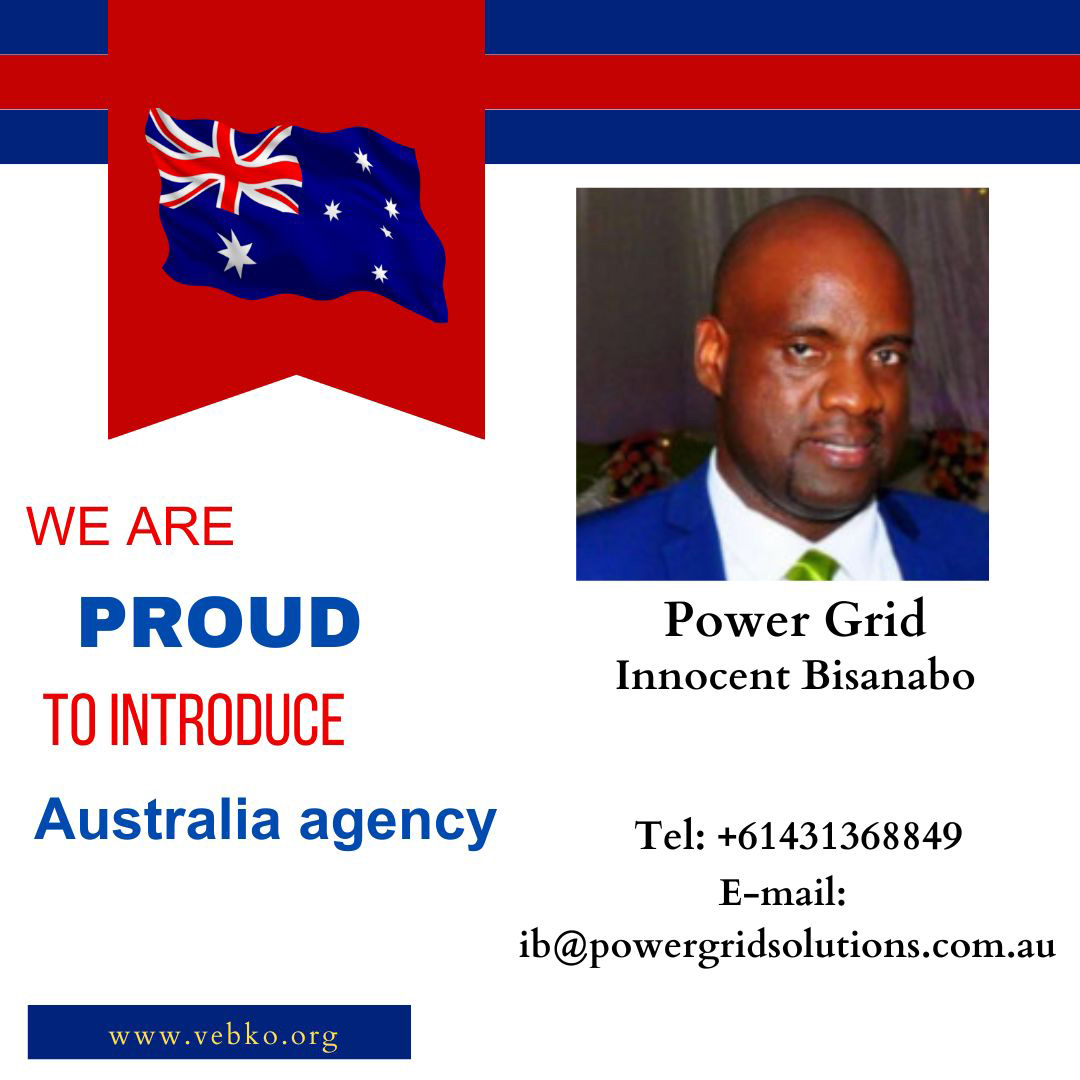 WE ARE
PROUD
TO INTRODUCE
Australia agency
Power Grid
Innocent Bisanabo
Tel: +61431368849
E-mail:
ib@powergridsolutions.com.au
www.vebko.org